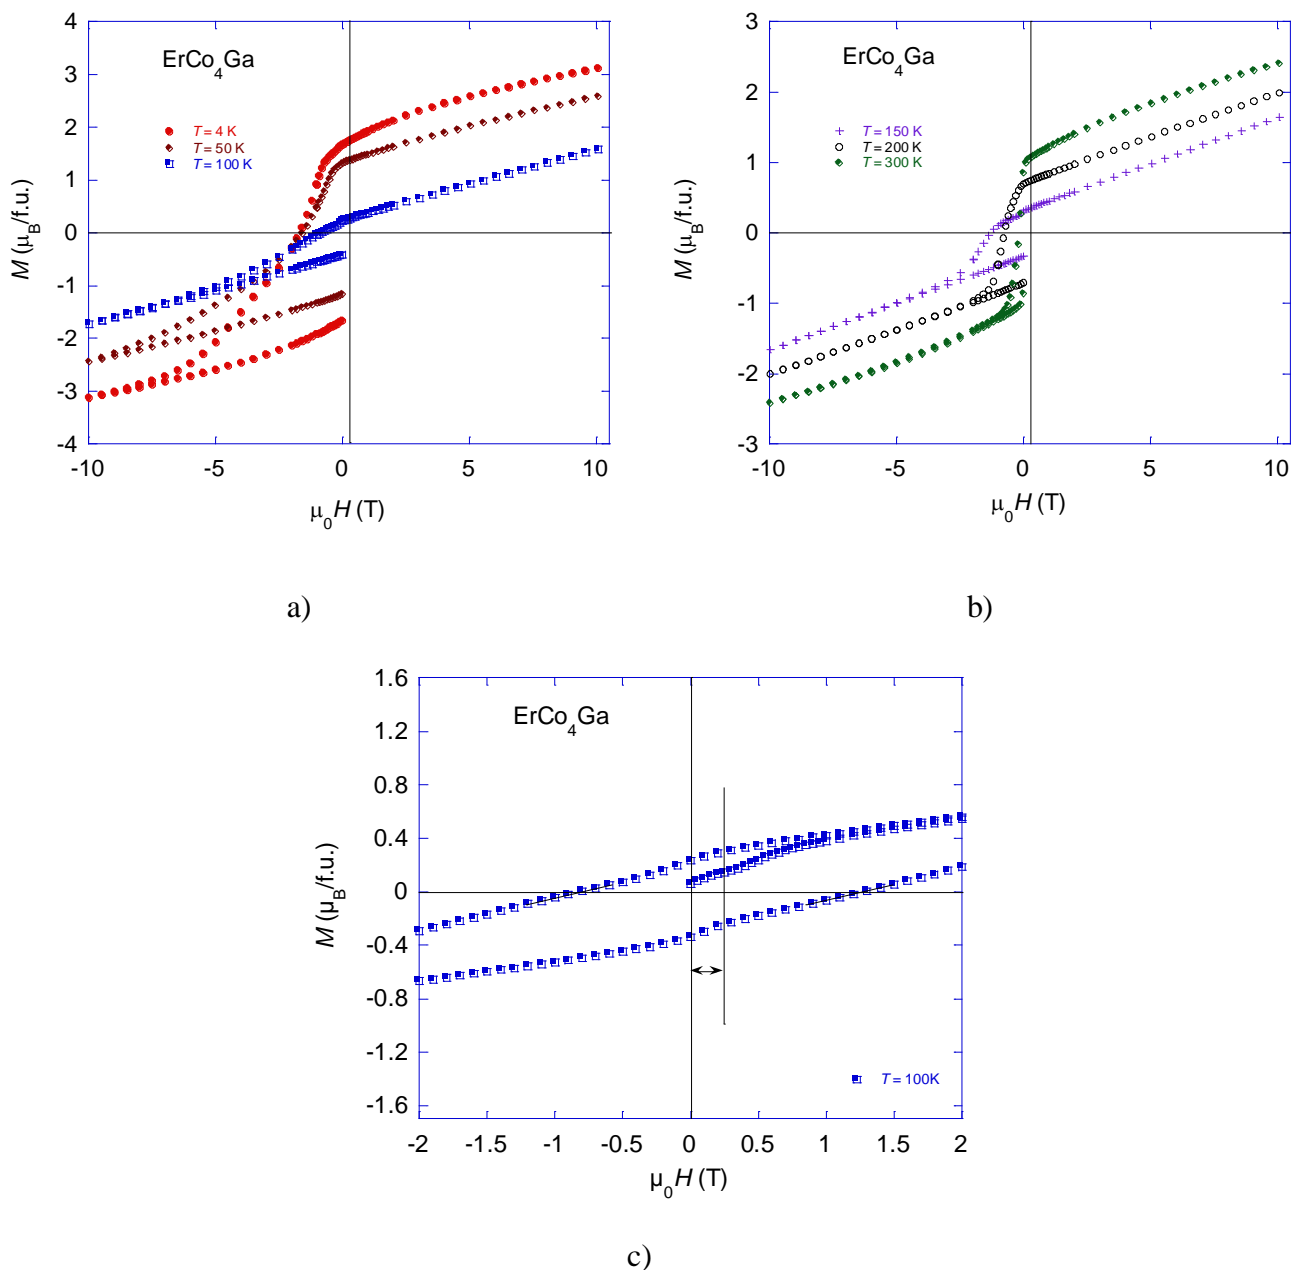 4
3
2
1
0
-1
-2
-3
-4
M (μB/f.u.)
ErCo4Ga
T = 4 K
T = 50 K
T = 100 K
-10
-5
0
5
10
μ0H (T)
a)
3
2
1
0
-1
-2
-3
M (μB/f.u.)
ErCo4Ga
T = 150 K
T = 200 K
T = 300 K
-10
-5
0
5
10
μ0H (T)
b)
1.6
1.2
0.8
0.4
0
-0.4
-0.8
-1.2
-1.6
M (μB/f.u.)
ErCo4Ga
T = 100K
-2
-1.5
-1
-0.5
0
0.5
1
1.5
2
μ0H (T)
c)